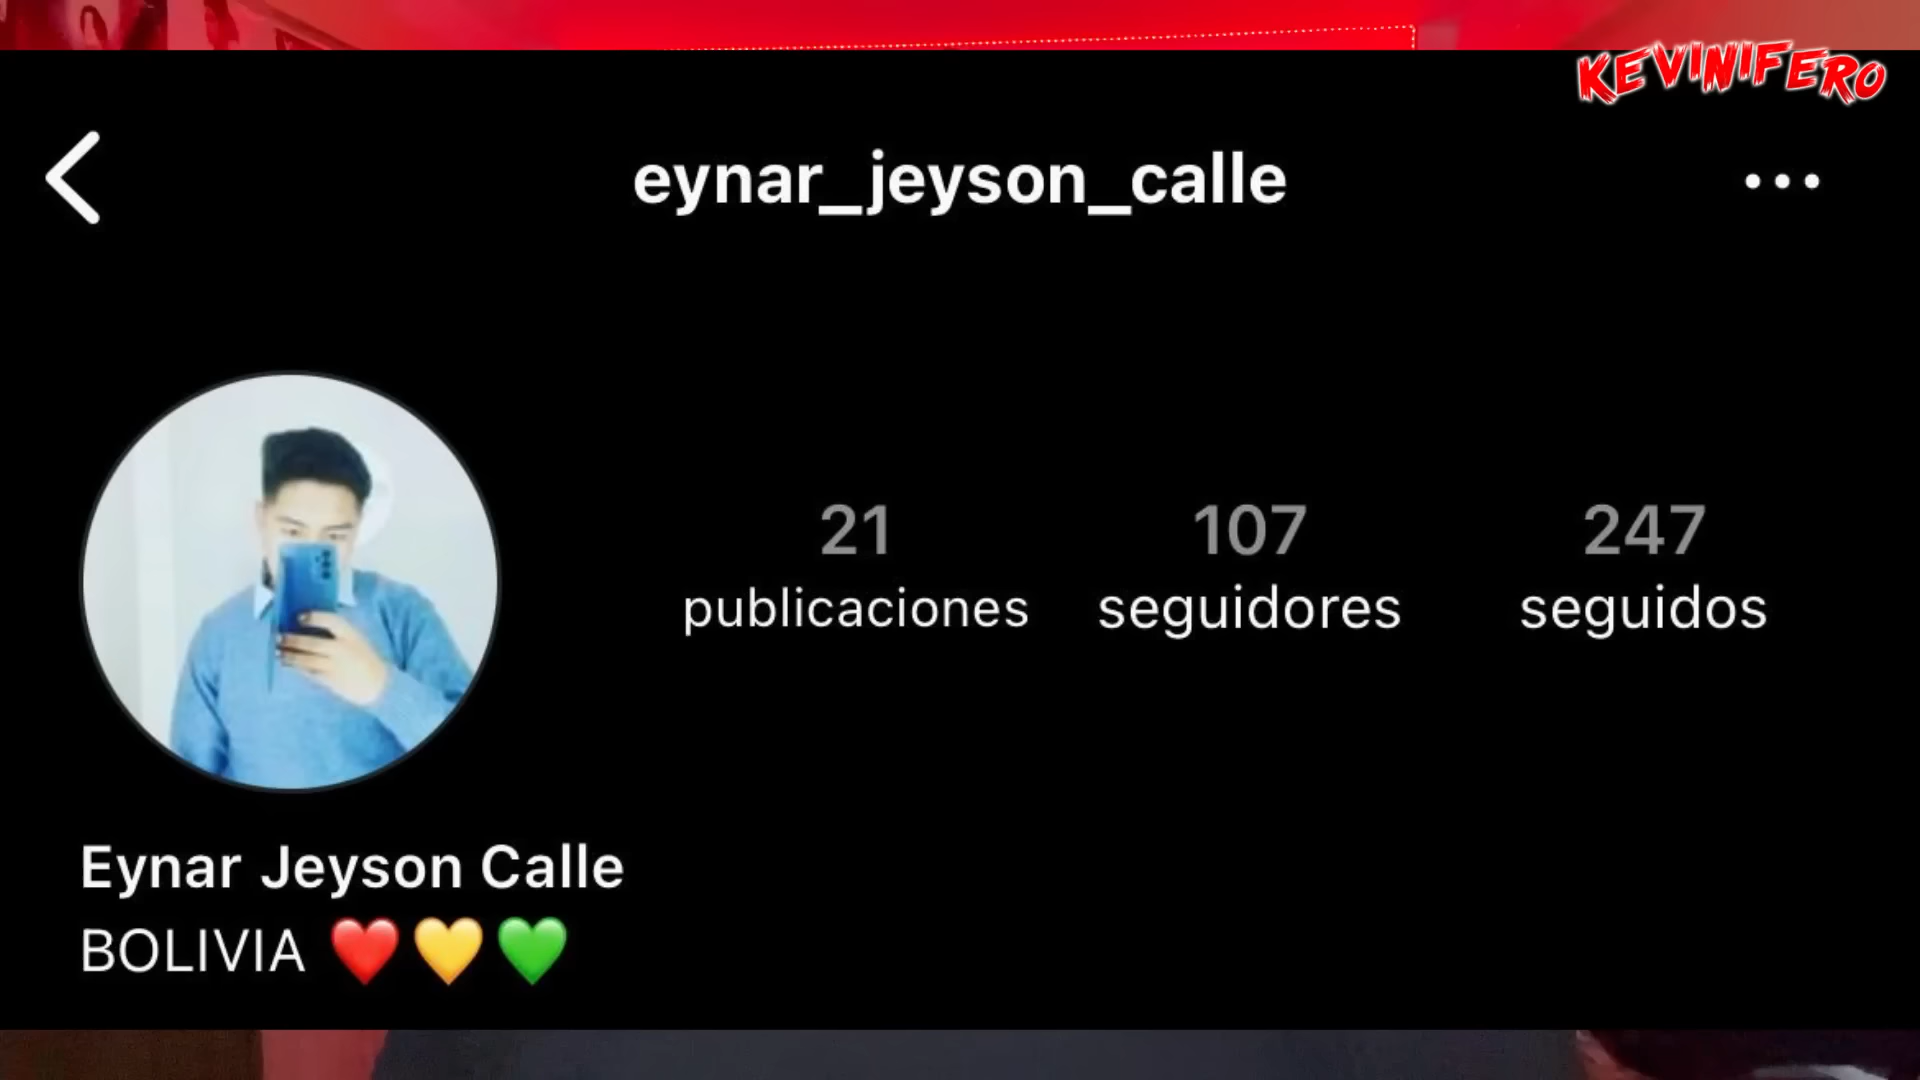 KEVINIFERO
eynar_jeyson_calle
21 107 247
publicaciones seguidores seguidos
Eynar Jeyson Calle
BOLIVIA ❤️💛💚